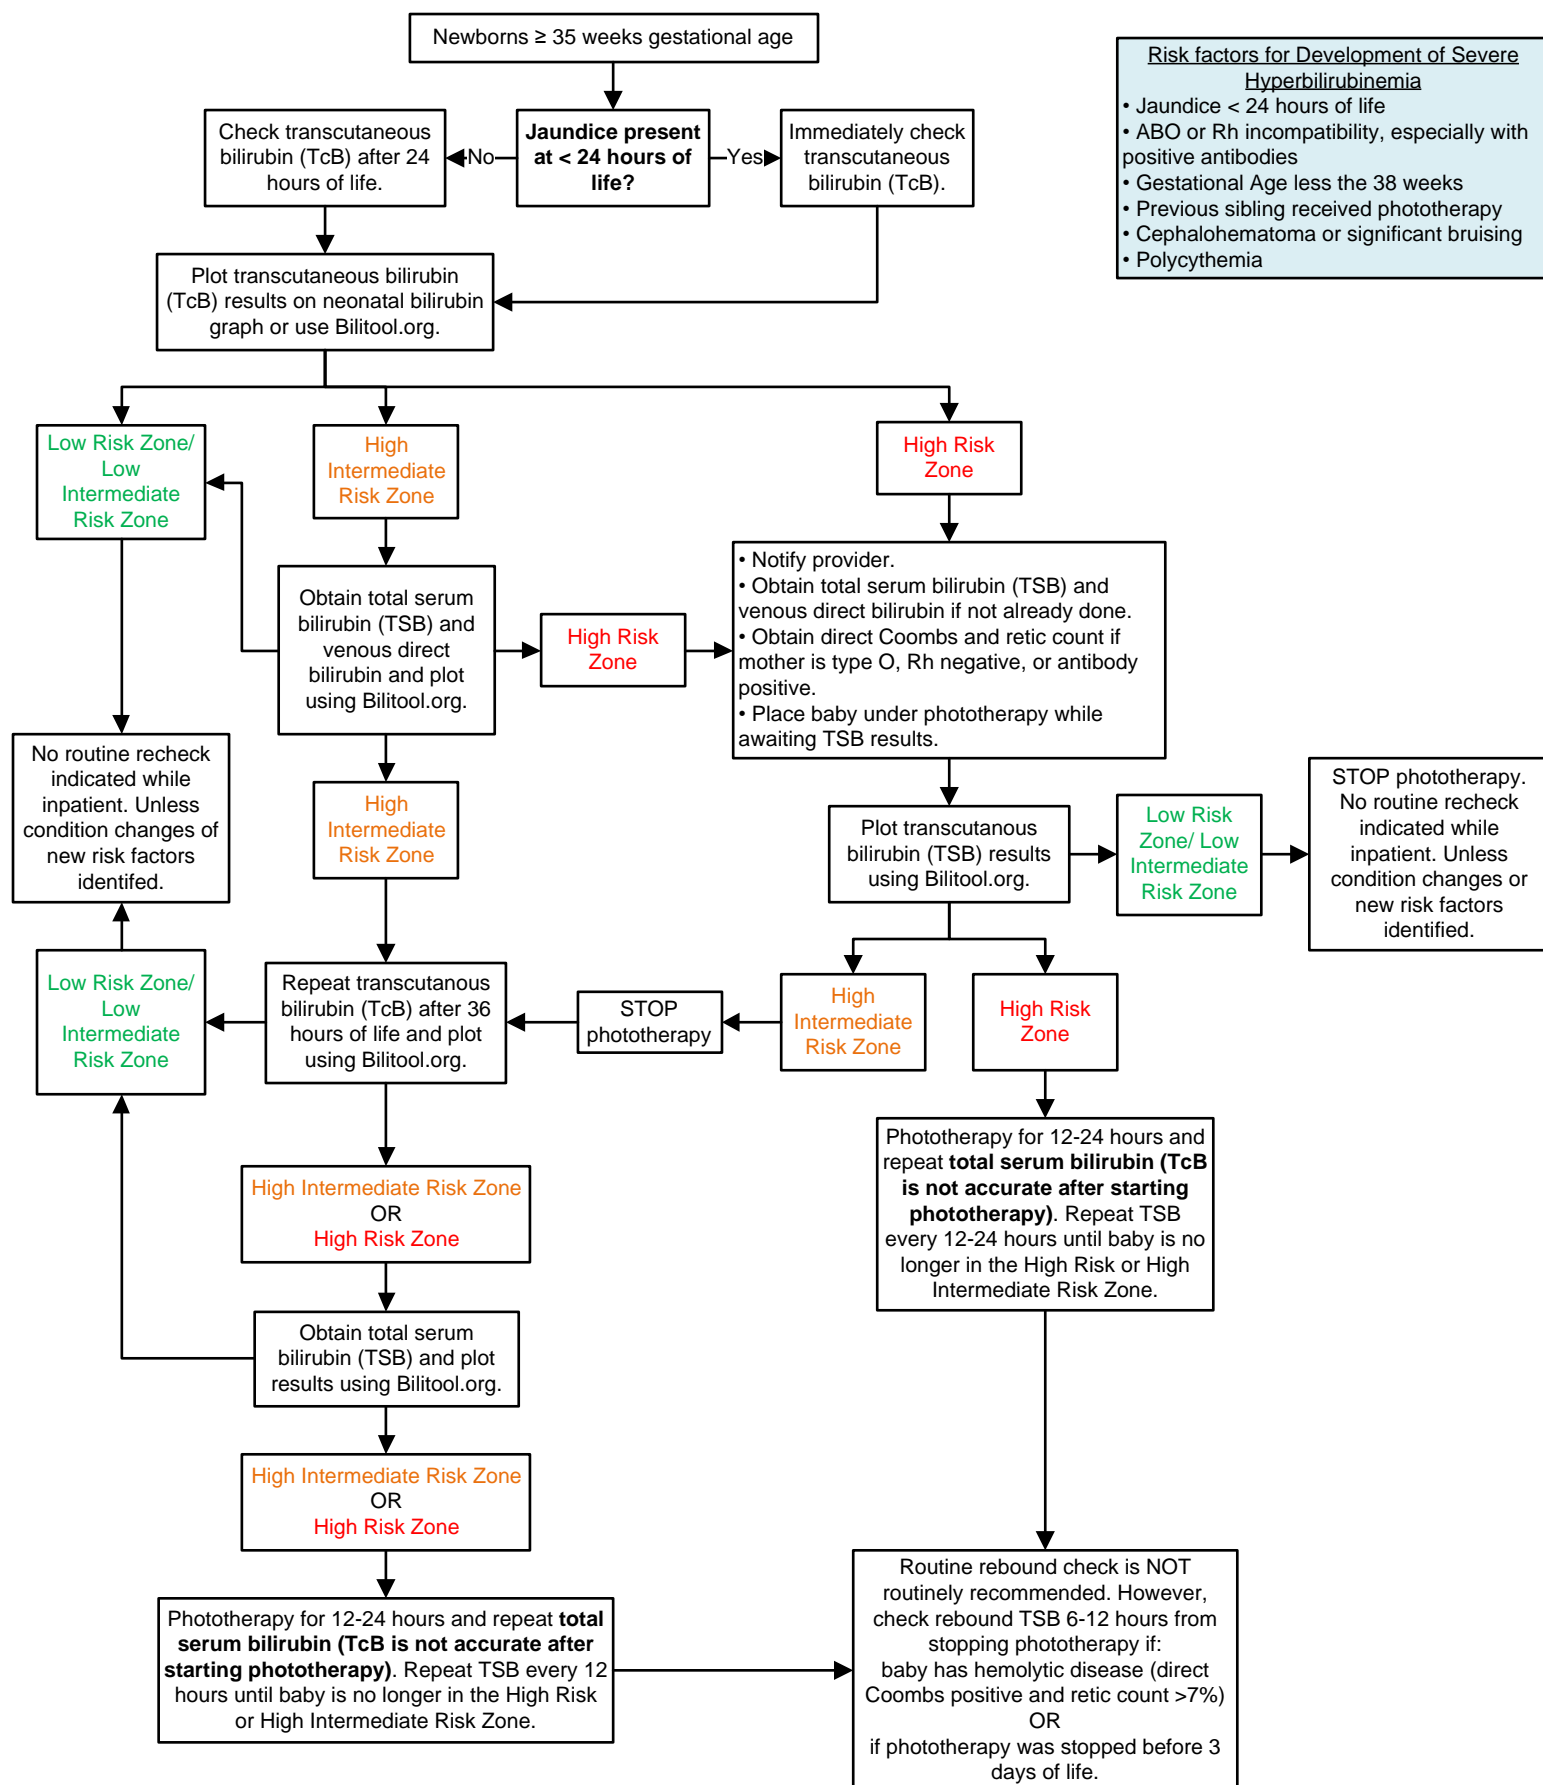 Newborns ≥ 35 weeks gestational age
Risk factors for Development of Severe
Hyperbilirubinemia
• Jaundice < 24 hours of life
• ABO or Rh incompatibility, especially with
positive antibodies
• Gestational Age less the 38 weeks
• Previous sibling received phototherapy
• Cephalohematoma or significant bruising
• Polycythemia
Check transcutaneous
bilirubin (TcB) after 24
hours of life.
No
Jaundice present
at < 24 hours of
life?
Yes
Immediately check
transcutaneous
bilirubin (TcB).
Plot transcutaneous bilirubin
(TcB) results on neonatal bilirubin
graph or use Bilitool.org.
Low Risk Zone/
Low
Intermediate
Risk Zone
High
Intermediate
Risk Zone
High Risk
Zone
Obtain total serum
bilirubin (TSB) and
venous direct
bilirubin and plot
using Bilitool.org.
High Risk
Zone
• Notify provider.
• Obtain total serum bilirubin (TSB) and
venous direct bilirubin if not already done.
• Obtain direct Coombs and retic count if
mother is type O, Rh negative, or antibody
positive.
• Place baby under phototherapy while
awaiting TSB results.
No routine recheck
indicated while
inpatient. Unless
condition changes of
new risk factors
identifed.
High
Intermediate
Risk Zone
Plot transcutanous
bilirubin (TSB) results
using Bilitool.org.
Low Risk
Zone/ Low
Intermediate
Risk Zone
STOP phototherapy.
No routine recheck
indicated while
inpatient. Unless
condition changes or
new risk factors
identified.
Low Risk Zone/
Low
Intermediate
Risk Zone
Repeat transcutanous
bilirubin (TcB) after 36
hours of life and plot
using Bilitool.org.
STOP
phototherapy
High
Intermediate
Risk Zone
High Risk
Zone
High Intermediate Risk Zone
OR
High Risk Zone
Phototherapy for 12-24 hours and
repeat total serum bilirubin (TcB
is not accurate after starting
phototherapy). Repeat TSB
every 12-24 hours until baby is no
longer in the High Risk or High
Intermediate Risk Zone.
Obtain total serum
bilirubin (TSB) and plot
results using Bilitool.org.
High Intermediate Risk Zone
OR
High Risk Zone
Phototherapy for 12-24 hours and repeat total
serum bilirubin (TcB is not accurate after
starting phototherapy). Repeat TSB every 12
hours until baby is no longer in the High Risk
or High Intermediate Risk Zone.
Routine rebound check is NOT
routinely recommended. However,
check rebound TSB 6-12 hours from
stopping phototherapy if:
baby has hemolytic disease (direct
Coombs positive and retic count >7%)
OR
if phototherapy was stopped before 3
days of life.